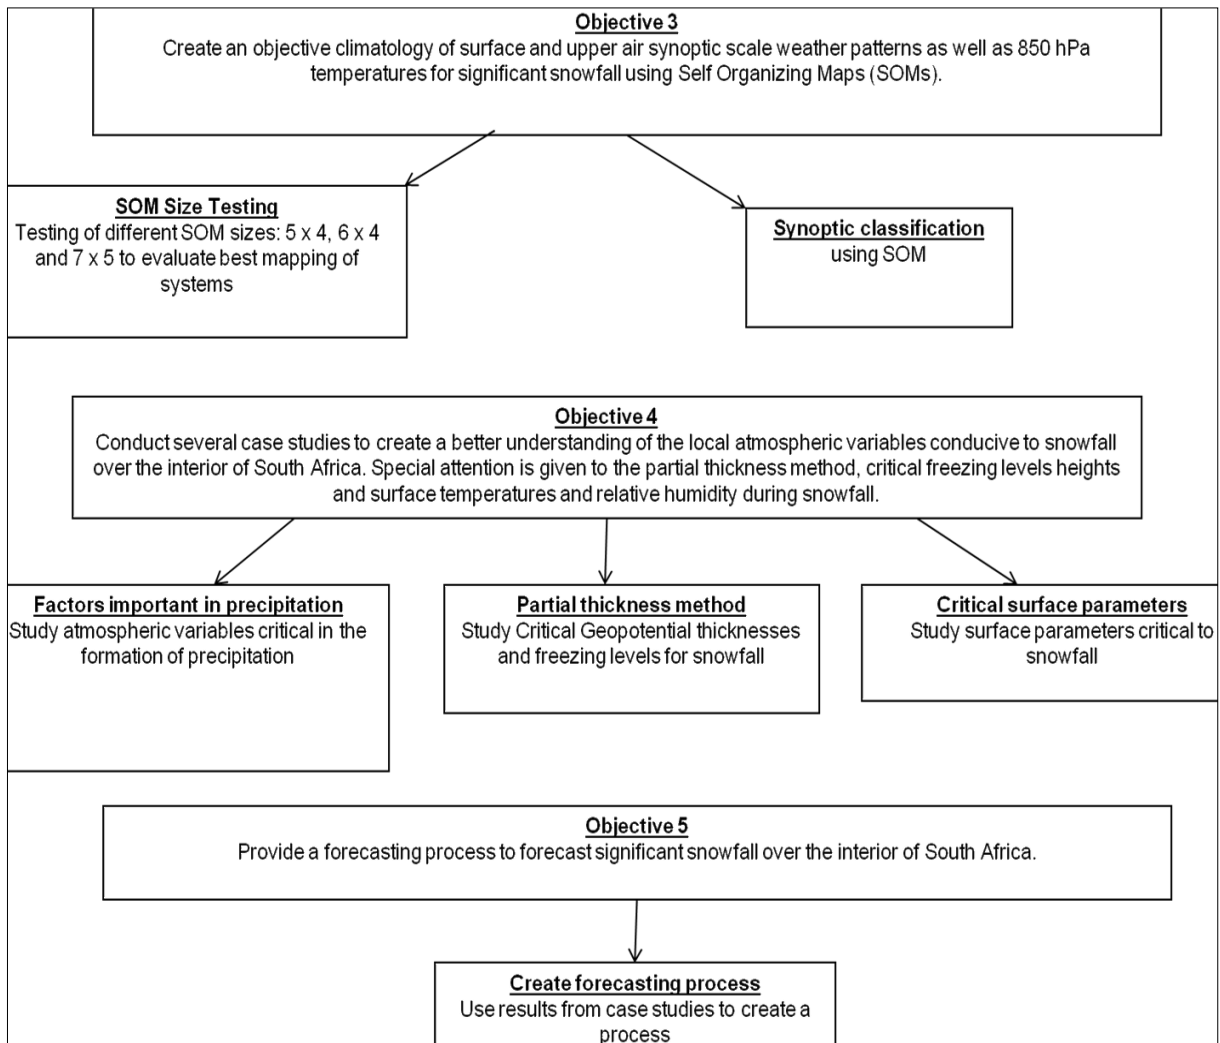 Objective 3
Create an objective climatology of surface and upper air synoptic scale weather patterns as well as 850 hPa
temperatures for significant snowfall using Self Organizing Maps (SOMs).
SOM Size Testing
Testing of different SOM sizes: 5 x 4, 6 x 4
and 7 x 5 to evaluate best mapping of
systems
Synoptic classification
using SOM
Objective 4
Conduct several case studies to create a better understanding of the local atmospheric variables conducive to snowfall
over the interior of South Africa. Special attention is given to the partial thickness method, critical freezing levels heights
and surface temperatures and relative humidity during snowfall.
Factors important in precipitation
Study atmospheric variables critical in the
formation of precipitation
Partial thickness method
Study Critical Geopotential thicknesses
and freezing levels for snowfall
Critical surface parameters
Study surface parameters critical to
snowfall
Objective 5
Provide a forecasting process to forecast significant snowfall over the interior of South Africa.
Create forecasting process
Use results from case studies to create a
process